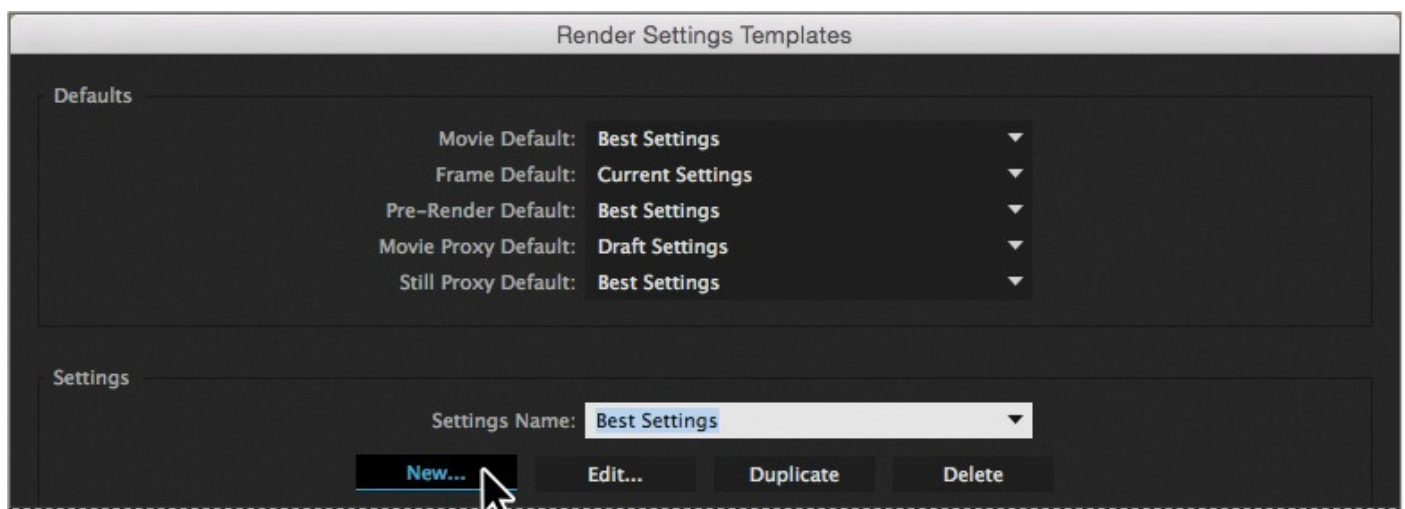 Render Settings Templates
Defaults
Movie Default: Best Settings
Frame Default: Current Settings
Pre-Render Default: Best Settings
Movie Proxy Default: Draft Settings
Still Proxy Default: Best Settings
Settings
Settings Name: Best Settings
New... Edit... Duplicate Delete